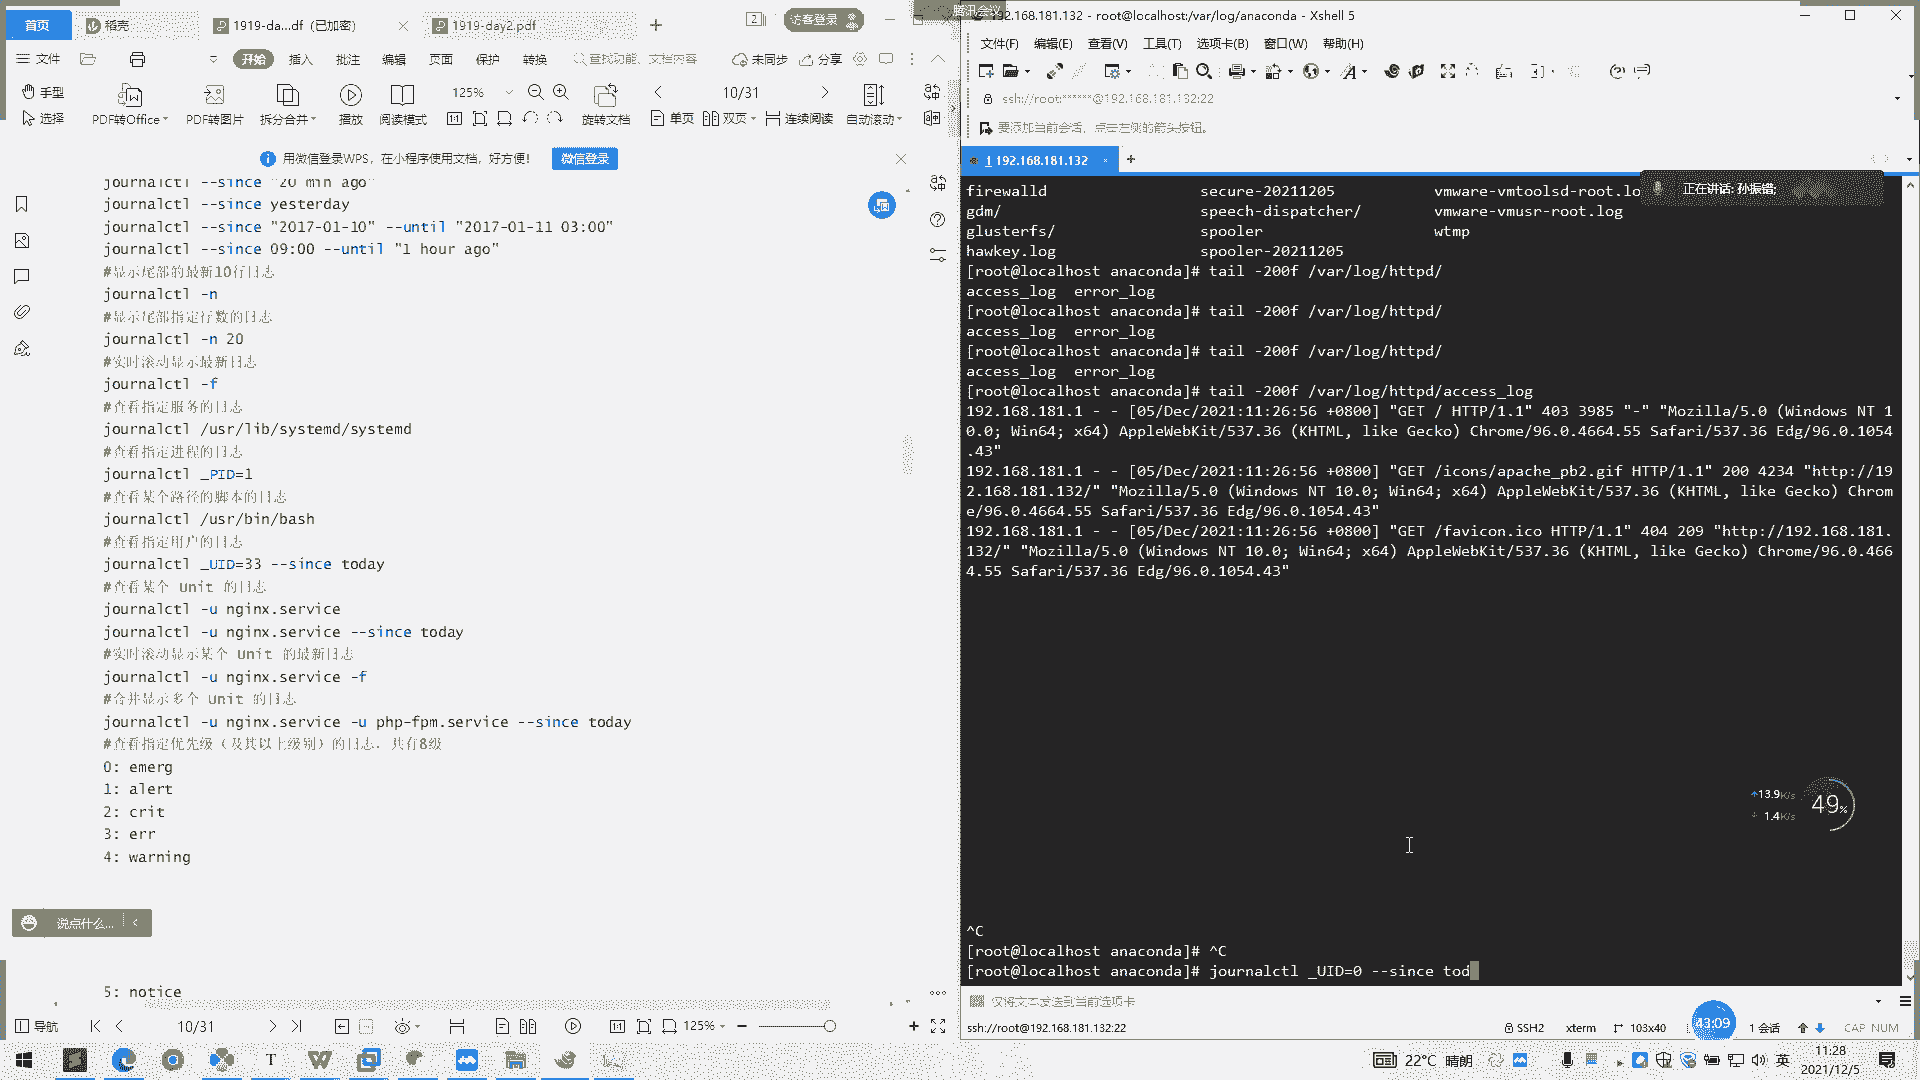 首页
稻壳
1919-da...df (已加密)
1919-day2.pdf
访客登录
腾讯会议
192.168.181.132 - root@localhost:/var/log/anaconda - Xshell 5
文件
开始
插入
批注
编辑
页面
保护
转换
查找功能、文档内容
未同步
分享
手型
选择
PDF转Office
PDF转图片
拆分合并
播放
阅读模式
125%
10/31
旋转文档
单页
双页
连续阅读
自动滚动
用微信登录WPS，在小程序使用文档，好方便！
微信登录
journalctl --since "20 min ago"
journalctl --since yesterday
journalctl --since "2017-01-10" --until "2017-01-11 03:00"
journalctl --since 09:00 --until "1 hour ago"
#显示尾部的最新10行日志
journalctl -n
#显示尾部指定行数的日志
journalctl -n 20
#实时滚动显示最新日志
journalctl -f
#查看指定服务的日志
journalctl /usr/lib/systemd/systemd
#查看指定进程的日志
journalctl _PID=1
#查看某个路径的脚本的日志
journalctl /usr/bin/bash
#查看指定用户的日志
journalctl _UID=33 --since today
#查看某个 Unit 的日志
journalctl -u nginx.service
journalctl -u nginx.service --since today
#实时滚动显示某个 Unit 的最新日志
journalctl -u nginx.service -f
#合并显示多个 Unit 的日志
journalctl -u nginx.service -u php-fpm.service --since today
#查看指定优先级（及其以上级别）的日志，共有8级
0: emerg
1: alert
2: crit
3: err
4: warning
说点什么...
5: notice
导航
10/31
125%
文件(F) 编辑(E) 查看(V) 工具(T) 选项卡(B) 窗口(W) 帮助(H)
ssh://root:******@192.168.181.132:22
要添加当前会话，点击左侧的箭头按钮。
1 192.168.181.132
正在讲话: 孙振锴;
firewalld secure-20211205 vmware-vmtoolsd-root.lo
gdm/ speech-dispatcher/ vmware-vmusr-root.log
glusterfs/ spooler wtmp
hawkey.log spooler-20211205
[root@localhost anaconda]# tail -200f /var/log/httpd/
access_log error_log
[root@localhost anaconda]# tail -200f /var/log/httpd/
access_log error_log
[root@localhost anaconda]# tail -200f /var/log/httpd/
access_log error_log
[root@localhost anaconda]# tail -200f /var/log/httpd/access_log
192.168.181.1 - - [05/Dec/2021:11:26:56 +0800] "GET / HTTP/1.1" 403 3985 "-" "Mozilla/5.0 (Windows NT 1
0.0; Win64; x64) AppleWebKit/537.36 (KHTML, like Gecko) Chrome/96.0.4664.55 Safari/537.36 Edg/96.0.1054
.43"
192.168.181.1 - - [05/Dec/2021:11:26:56 +0800] "GET /icons/apache_pb2.gif HTTP/1.1" 200 4234 "http://19
2.168.181.132/" "Mozilla/5.0 (Windows NT 10.0; Win64; x64) AppleWebKit/537.36 (KHTML, like Gecko) Chrom
e/96.0.4664.55 Safari/537.36 Edg/96.0.1054.43"
192.168.181.1 - - [05/Dec/2021:11:26:56 +0800] "GET /favicon.ico HTTP/1.1" 404 209 "http://192.168.181.
132/" "Mozilla/5.0 (Windows NT 10.0; Win64; x64) AppleWebKit/537.36 (KHTML, like Gecko) Chrome/96.0.466
4.55 Safari/537.36 Edg/96.0.1054.43"
13.9K/s
1.4K/s
49%
^C
[root@localhost anaconda]# ^C
[root@localhost anaconda]# journalctl _UID=0 --since tod
仅将文本发送到当前选项卡
ssh://root@192.168.181.132:22
SSH2
xterm
103x40
43:09
1 会话
CAP NUM
22°C 晴朗
英
11:28
2021/12/5